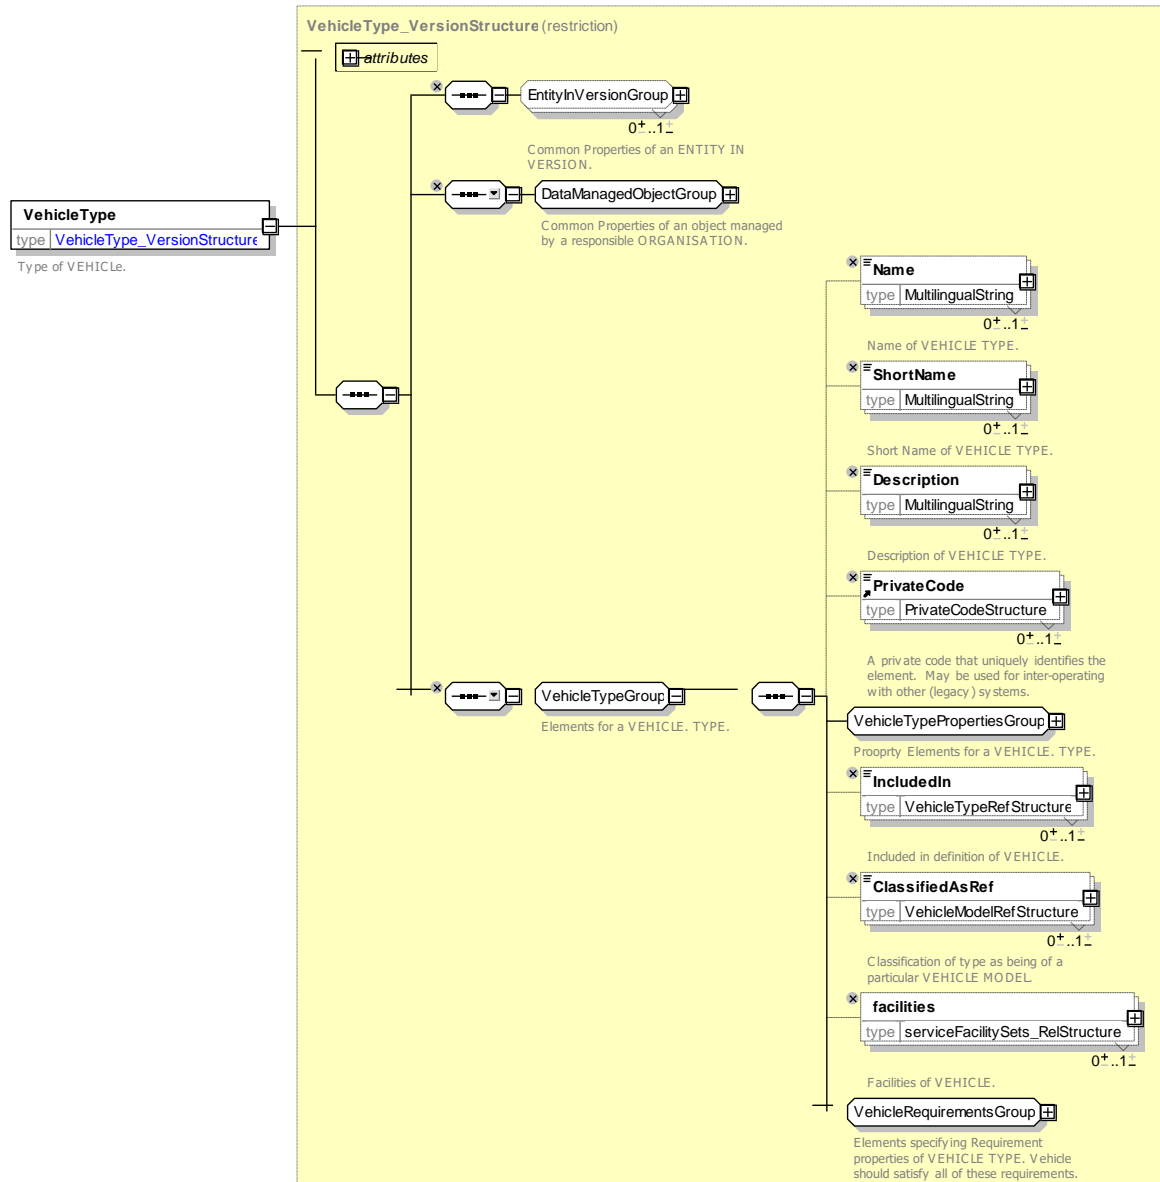 VehicleType_VersionStructure (restriction)
attributes
EntityInVersionGroup
0..1
Common Properties of an ENTITY IN
VERSION.
DataManagedObjectGroup
Common Properties of an object managed
by a responsible ORGANISATION.
VehicleType
type VehicleType_VersionStructure
Type of VEHICLe.
Name
type MultilingualString
0..1
Name of VEHICLE TYPE.
ShortName
type MultilingualString
0..1
Short Name of VEHICLE TYPE.
Description
type MultilingualString
0..1
Description of VEHICLE TYPE.
PrivateCode
type PrivateCodeStructure
0..1
A private code that uniquely identifies the
element. May be used for inter-operating
with other (legacy) systems.
VehicleTypeGroup
Elements for a VEHICLE. TYPE.
VehicleTypePropertiesGroup
Prooprty Elements for a VEHICLE. TYPE.
IncludedIn
type VehicleTypeRefStructure
0..1
Included in definition of VEHICLE.
ClassifiedAsRef
type VehicleModelRefStructure
0..1
Classification of type as being of a
particular VEHICLE MODEL.
facilities
type serviceFacilitySets_RelStructure
0..1
Facilities of VEHICLE.
VehicleRequirementsGroup
Elements specifying Requirement
properties of VEHICLE TYPE. Vehicle
should satisfy all of these requirements.